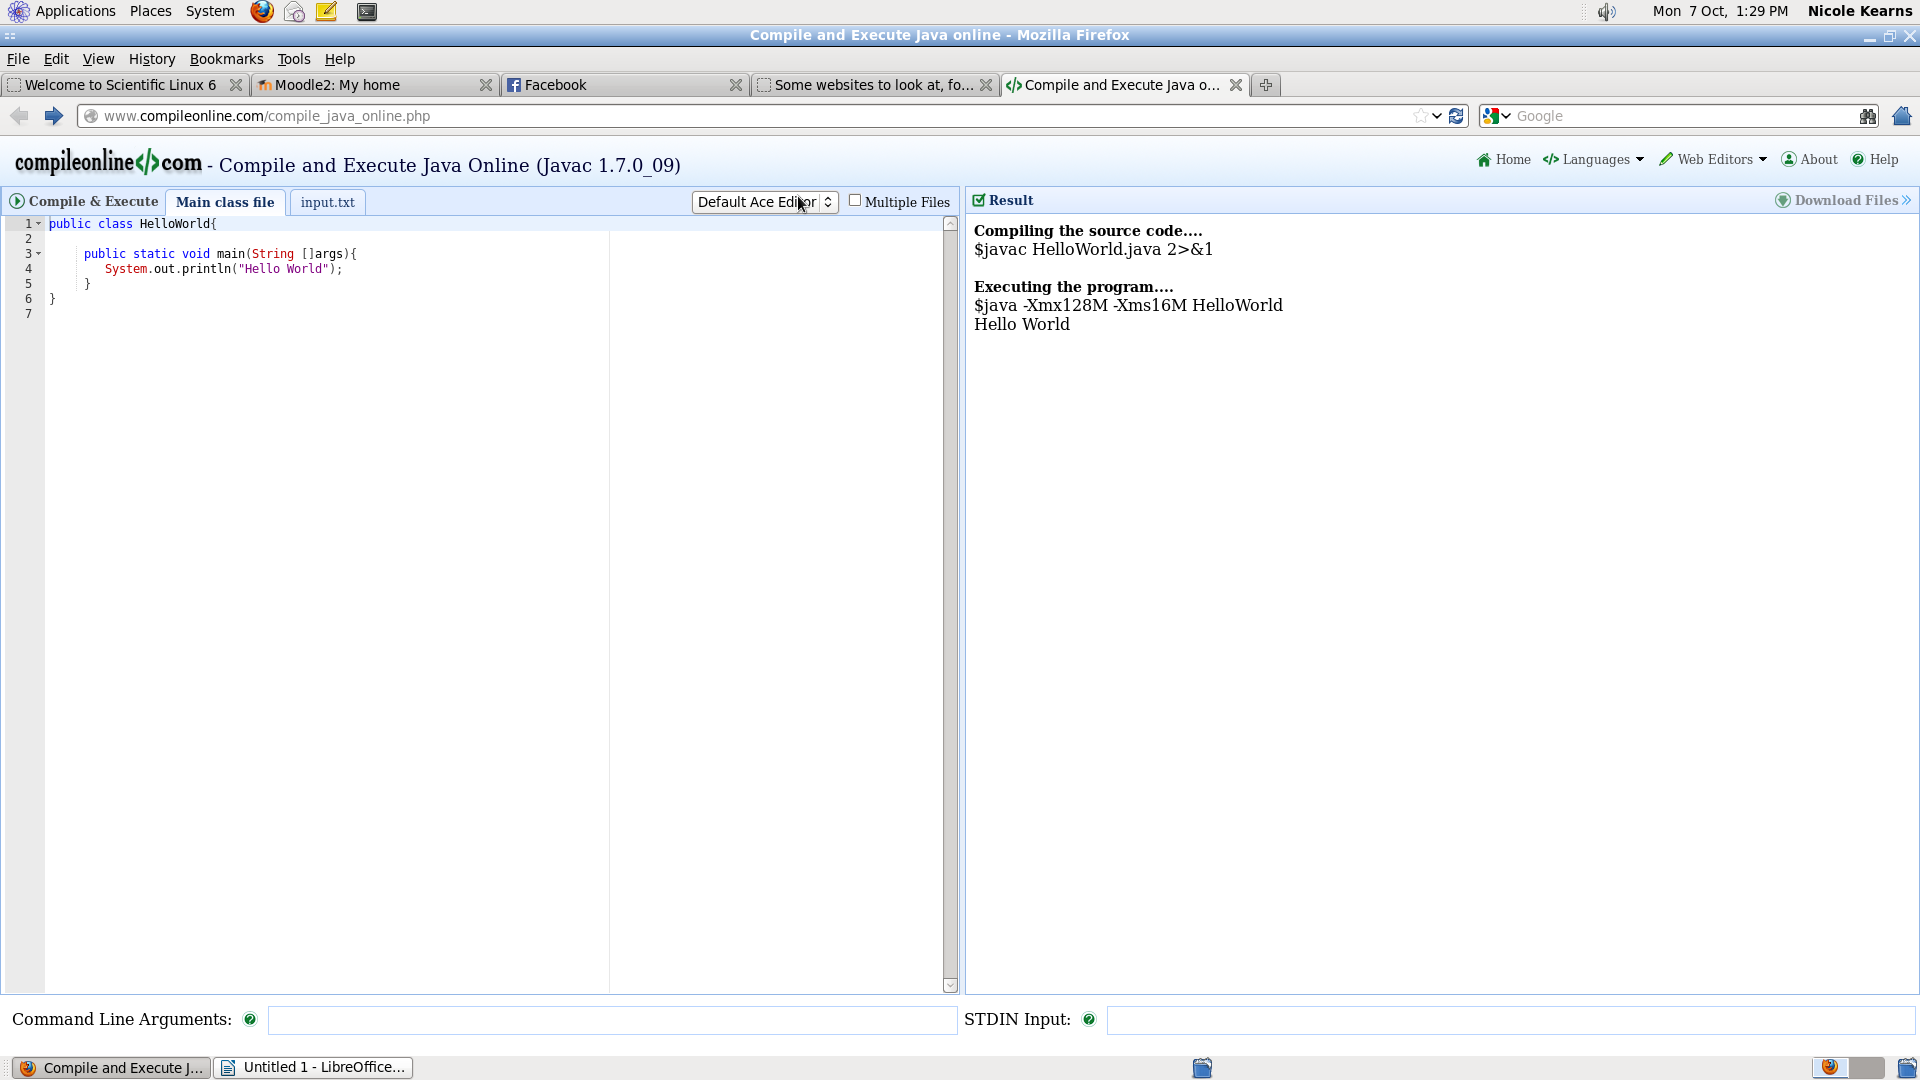 Applications Places System Mon 7 Oct, 1:29 PM Nicole Kearns
Compile and Execute Java online - Mozilla Firefox
File Edit View History Bookmarks Tools Help
Welcome to Scientific Linux 6 Moodle2: My home Facebook Some websites to look at, fo... Compile and Execute Java o...
www.compileonline.com/compile_java_online.php Google
compileonline</>com - Compile and Execute Java Online (Javac 1.7.0_09) Home Languages Web Editors About Help
Compile & Execute Main class file input.txt Default Ace Editor Multiple Files
1 public class HelloWorld{
2
3 public static void main(String []args){
4 System.out.println("Hello World");
5 }
6 }
7
Result Download Files
Compiling the source code....
$javac HelloWorld.java 2>&1
Executing the program....
$java -Xmx128M -Xms16M HelloWorld
Hello World
Command Line Arguments: STDIN Input:
Compile and Execute J... Untitled 1 - LibreOffice...